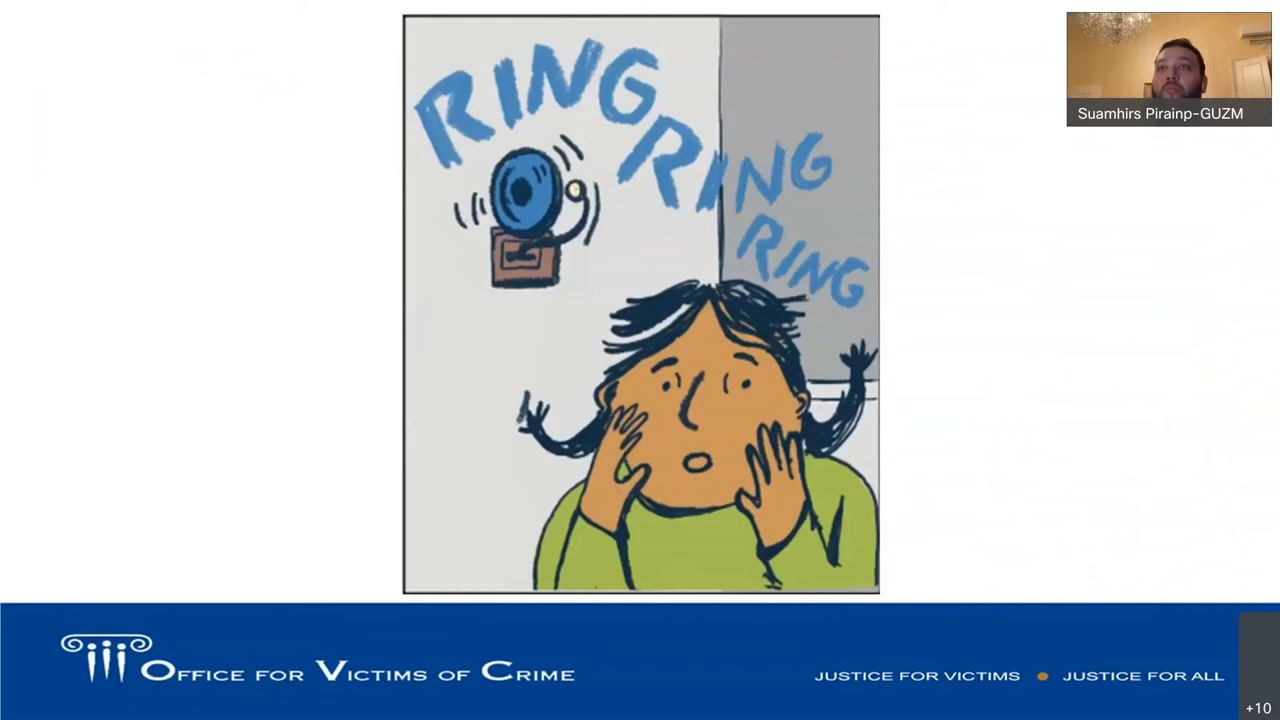 RING
RING
RING
Suamhirs Pirainp-GUZM
OFFICE FOR VICTIMS OF CRIME
JUSTICE FOR VICTIMS • JUSTICE FOR ALL
+10